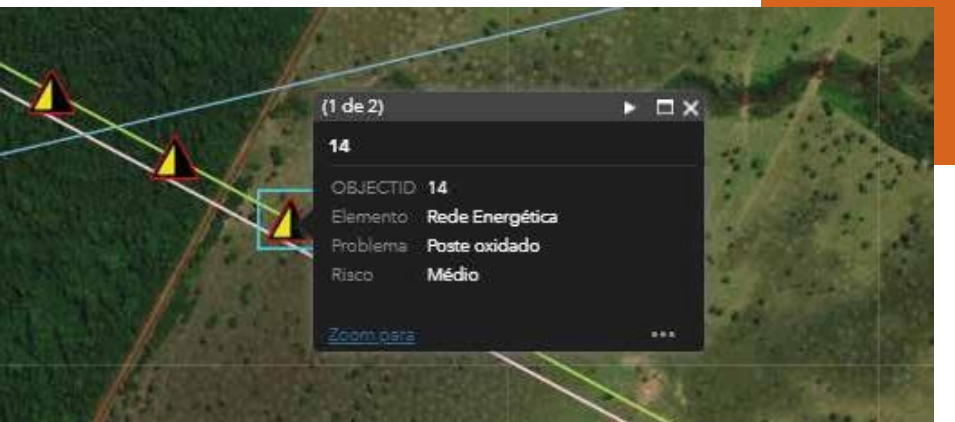 (1 de 2)
14
OBJECTID 14
Elemento Rede Energética
Problema Poste oxidado
Risco Médio
Zoom para